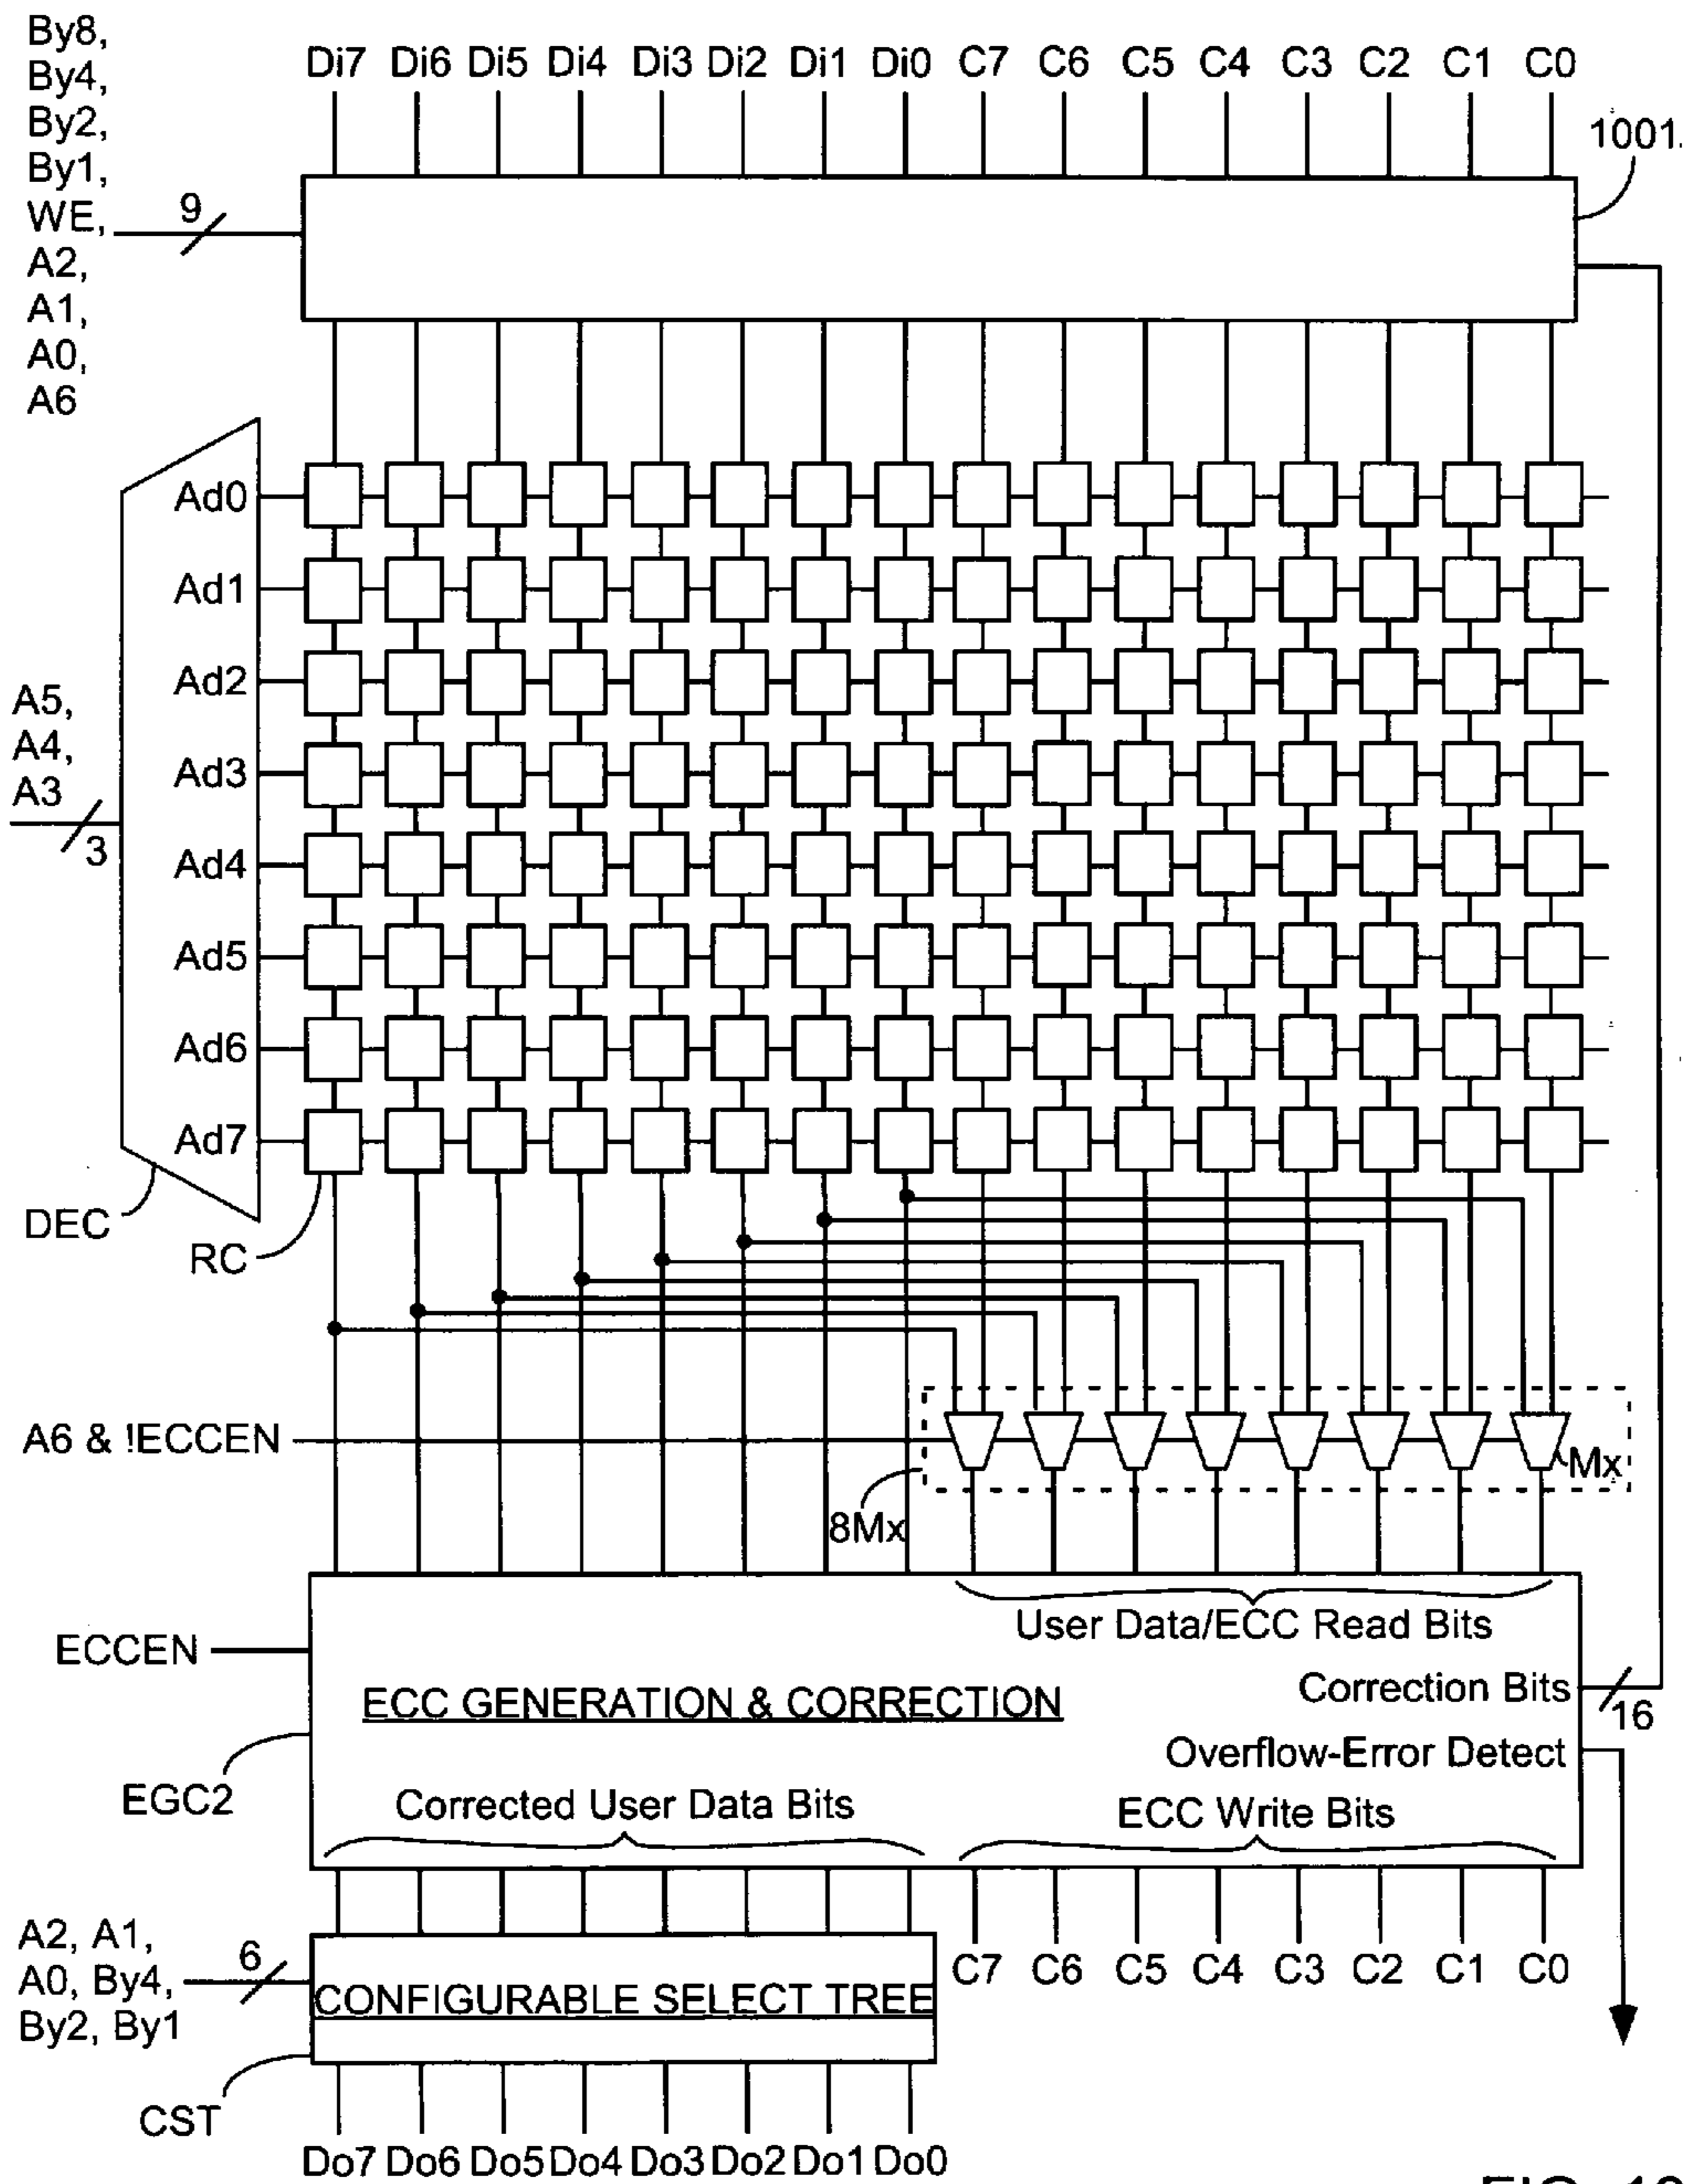 By8,
By4,
By2,
By1,
WE,
A2,
A1,
A0,
A6
9
Di7 Di6 Di5 Di4 Di3 Di2 Di1 Di0 C7 C6 C5 C4 C3 C2 C1 C0
1001
Ad0
Ad1
Ad2
Ad3
Ad4
Ad5
Ad6
Ad7
A5,
A4,
A3
3
DEC
RC
A6 & !ECCEN
Mx
8Mx
User Data/ECC Read Bits
ECCEN
ECC GENERATION & CORRECTION
Correction Bits
16
Overflow-Error Detect
EGC2
Corrected User Data Bits
ECC Write Bits
A2, A1,
A0, By4,
By2, By1
6
CONFIGURABLE SELECT TREE
C7 C6 C5 C4 C3 C2 C1 C0
CST
Do7 Do6 Do5 Do4 Do3 Do2 Do1 Do0